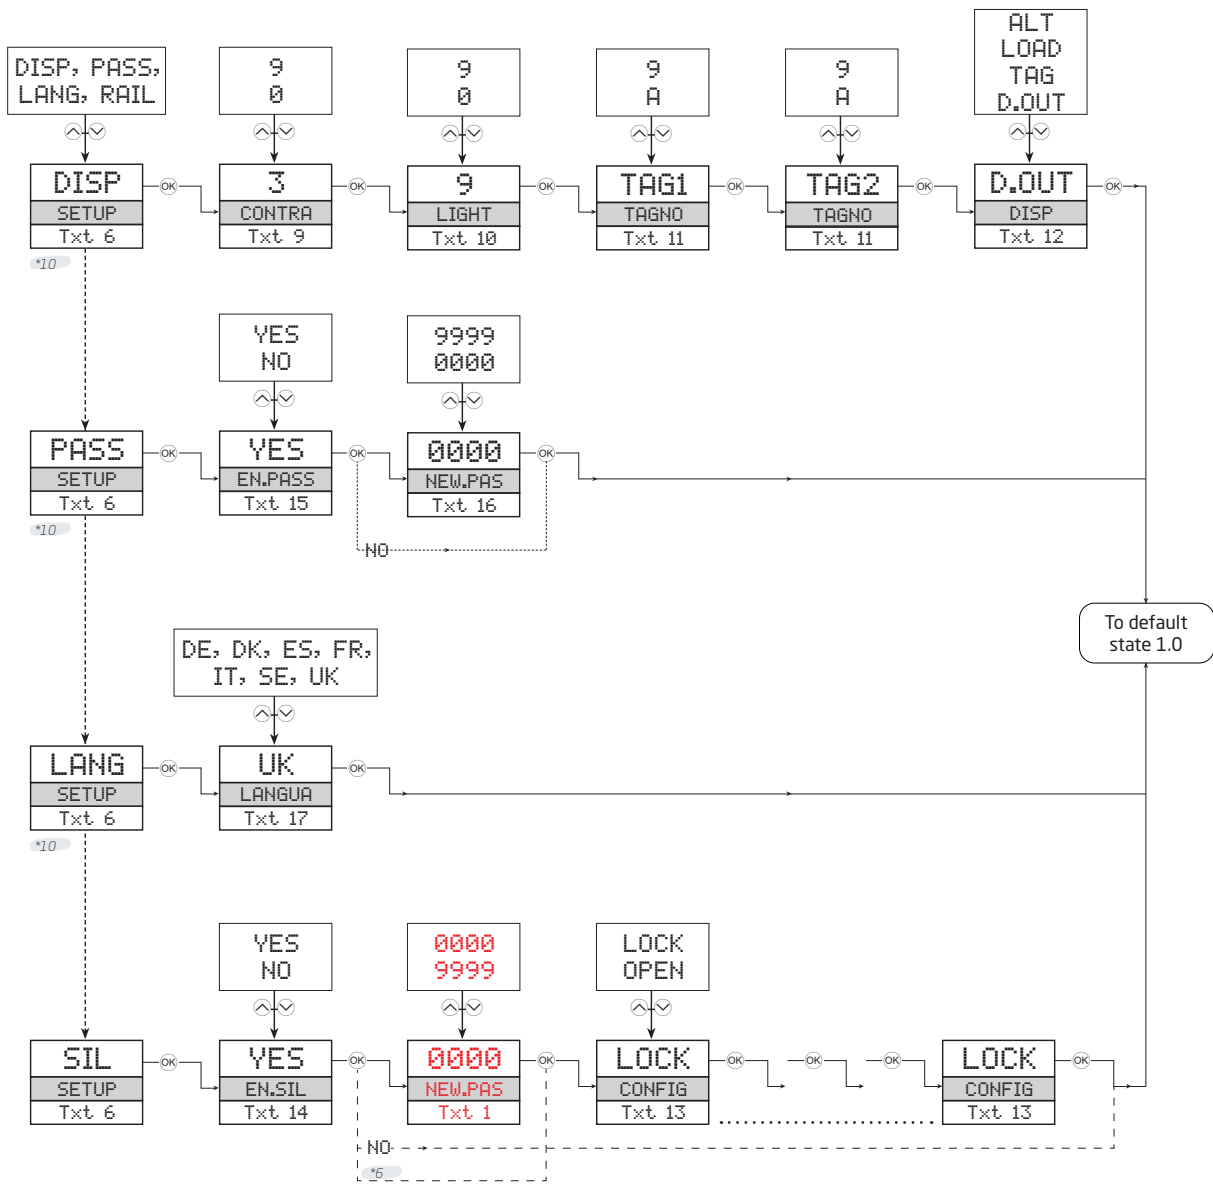 ALT
LOAD
TAG
D.OUT
DISP, PASS,
LANG, RAIL
9
0
9
0
9
A
9
A
DISP
SETUP
Txt 6
OK
3
CONTRA
Txt 9
OK
9
LIGHT
Txt 10
OK
TAG1
TAGNO
Txt 11
OK
TAG2
TAGNO
Txt 11
OK
D.OUT
DISP
Txt 12
OK
*10
YES
NO
9999
0000
PASS
SETUP
Txt 6
OK
YES
EN.PASS
Txt 15
OK
0000
NEW.PAS
Txt 16
OK
*10
NO
To default
state 1.0
DE, DK, ES, FR,
IT, SE, UK
LANG
SETUP
Txt 6
OK
UK
LANGUA
Txt 17
OK
*10
YES
NO
0000
9999
LOCK
OPEN
SIL
SETUP
Txt 6
OK
YES
EN.SIL
Txt 14
OK
0000
NEW.PAS
Txt 1
OK
LOCK
CONFIG
Txt 13
OK
OK
OK
LOCK
CONFIG
Txt 13
OK
NO
*6